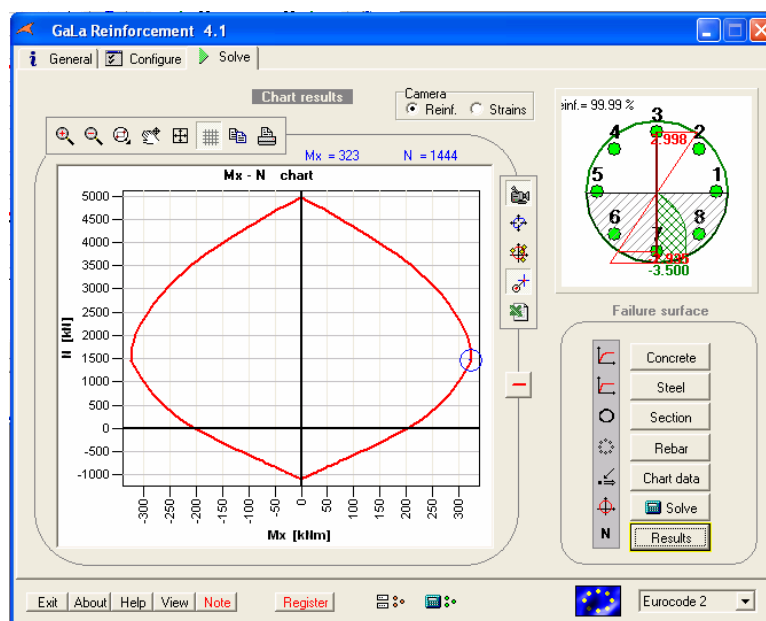 GaLa Reinforcement 4.1
General Configure Solve
Chart results
Camera
Reinf. Strains
Mx = 323 N = 1444
Mx - N chart
5000
4500
4000
3500
3000
2500
2000
1500
1000
500
0
-500
-1000
N [kN]
-300 -250 -200 -150 -100 -50 0 50 100 150 200 250 300
Mx [kNm]
inf.= 99.99 %
3
4 2
2.998
5 1
6 8
7
-3.500
Failure surface
Concrete
Steel
Section
Rebar
Chart data
Solve
N Results
Exit About Help View Note Register Eurocode 2